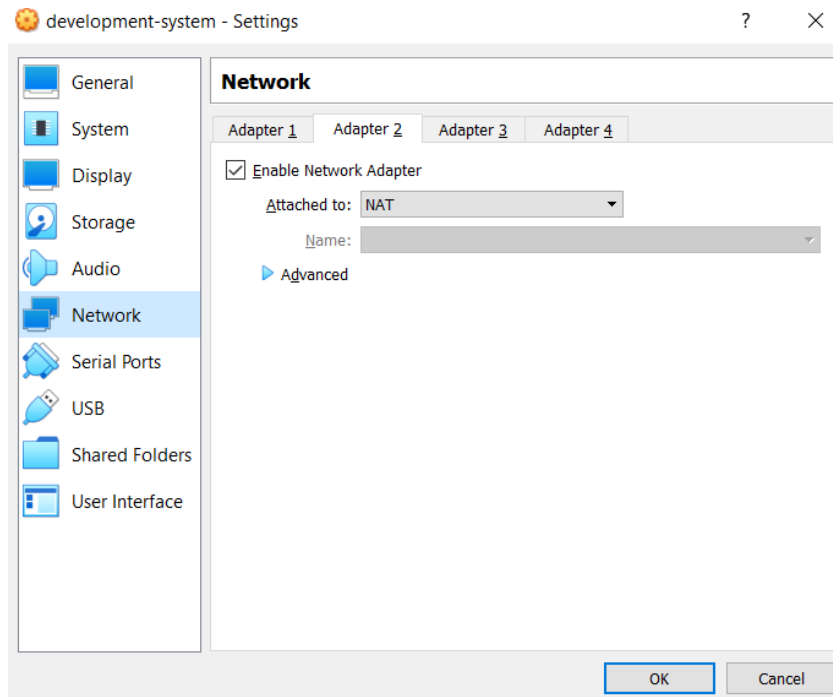 development-system - Settings ?
General
System
Display
Storage
Audio
Network
Serial Ports
USB
Shared Folders
User Interface
Network
Adapter 1 Adapter 2 Adapter 3 Adapter 4
Enable Network Adapter
Attached to: NAT
Name:
Advanced
OK Cancel